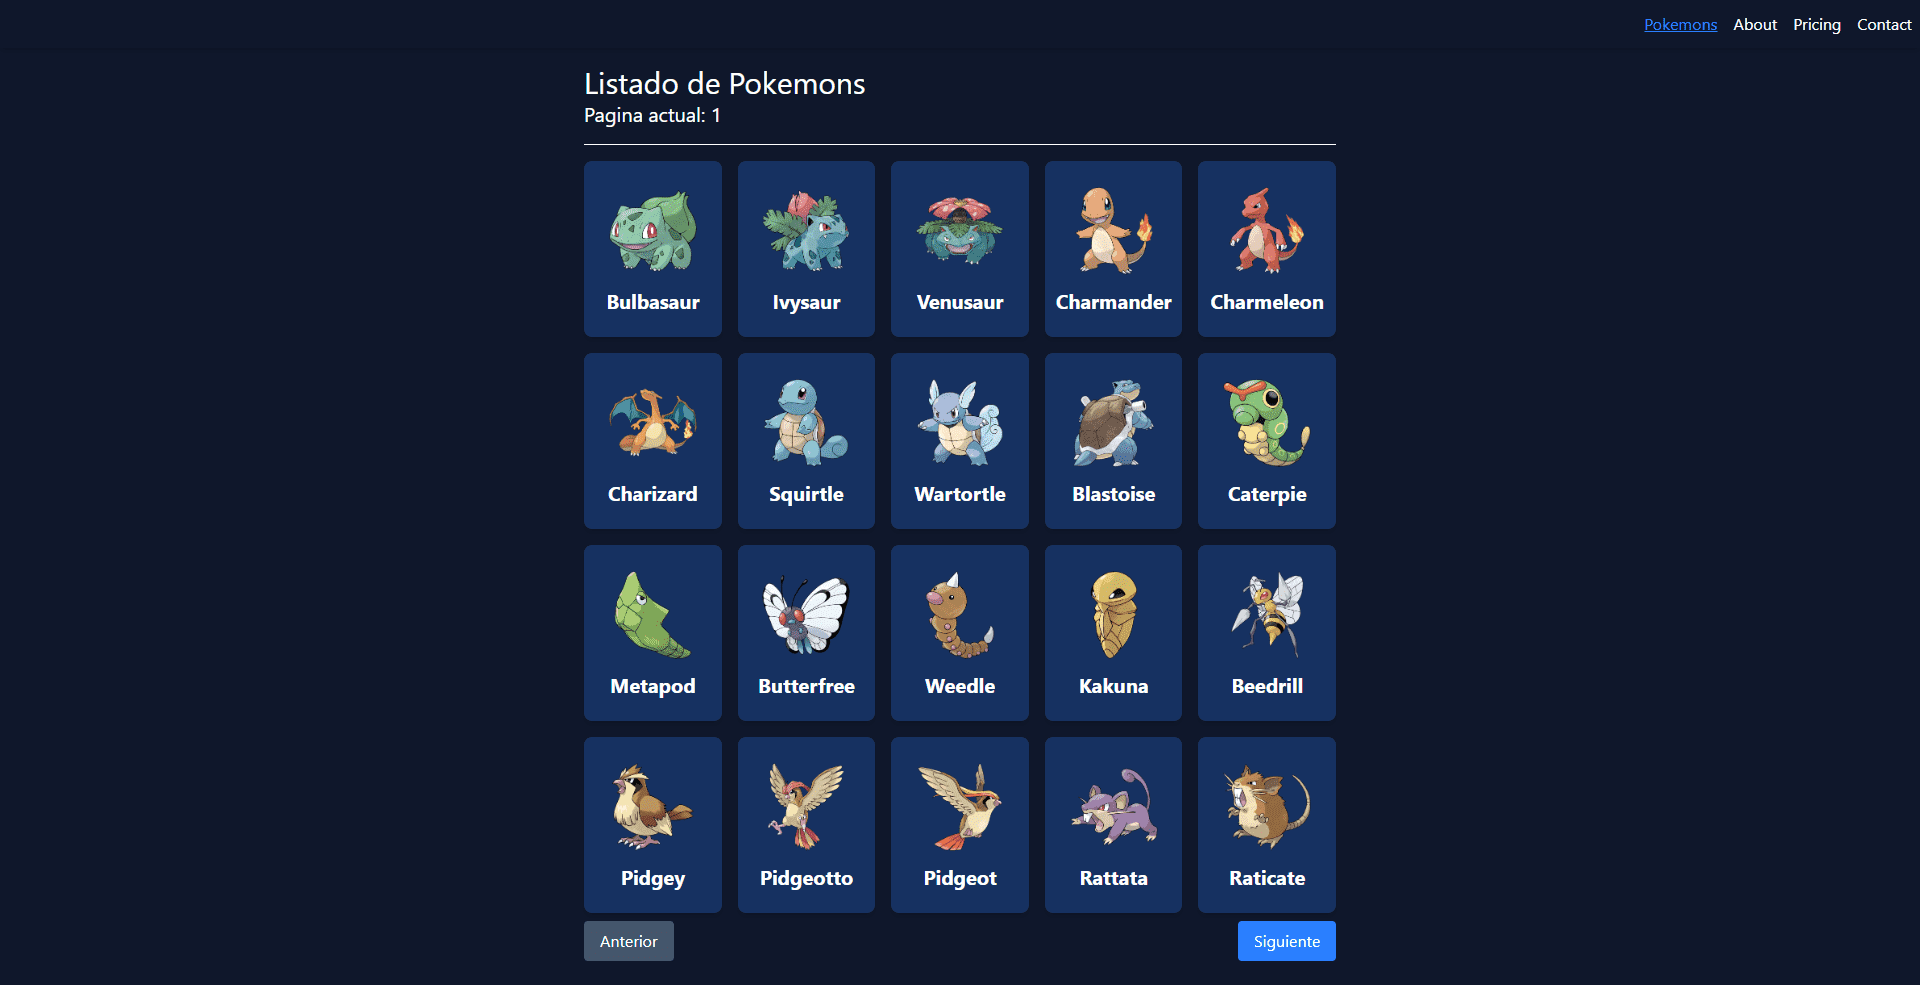 Pokemons About Pricing Contact
Listado de Pokemons
Pagina actual: 1
Bulbasaur Ivysaur Venusaur Charmander Charmeleon
Charizard Squirtle Wartortle Blastoise Caterpie
Metapod Butterfree Weedle Kakuna Beedrill
Pidgey Pidgeotto Pidgeot Rattata Raticate
Anterior Siguiente